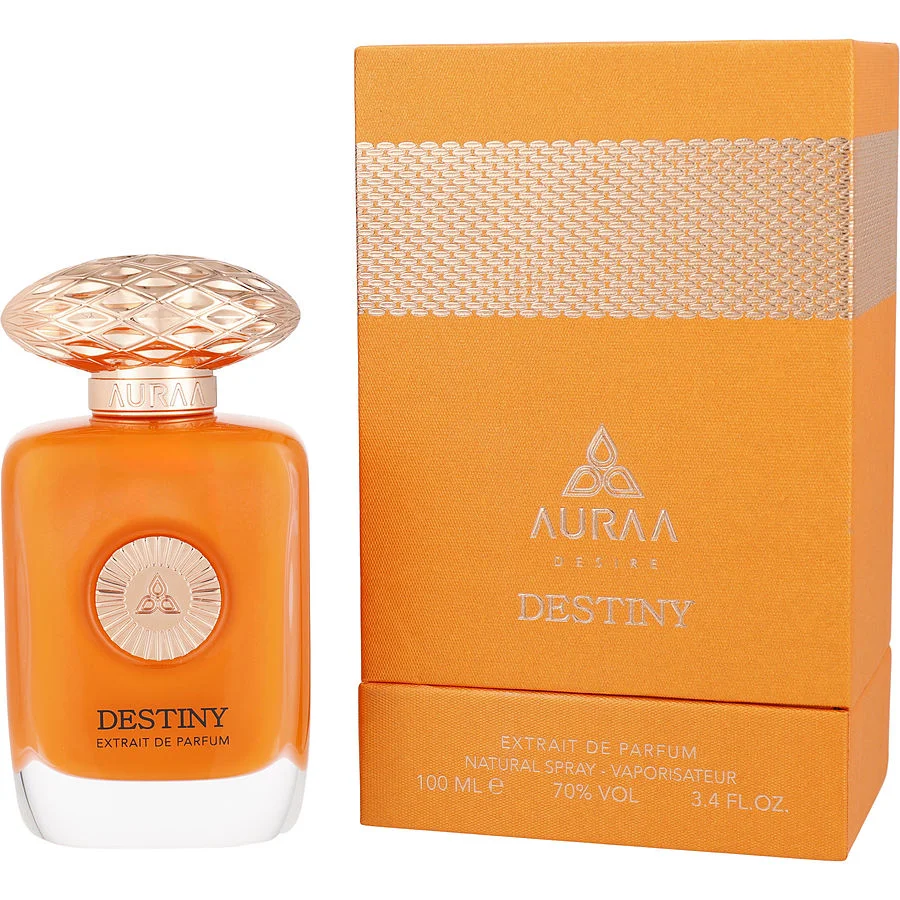 AURAA
DESTINY
EXTRAIT DE PARFUM
AURAA
DESIRE
DESTINY
EXTRAIT DE PARFUM
NATURAL SPRAY - VAPORISATEUR
100 ML ℮ 70% VOL 3.4 FL.OZ.